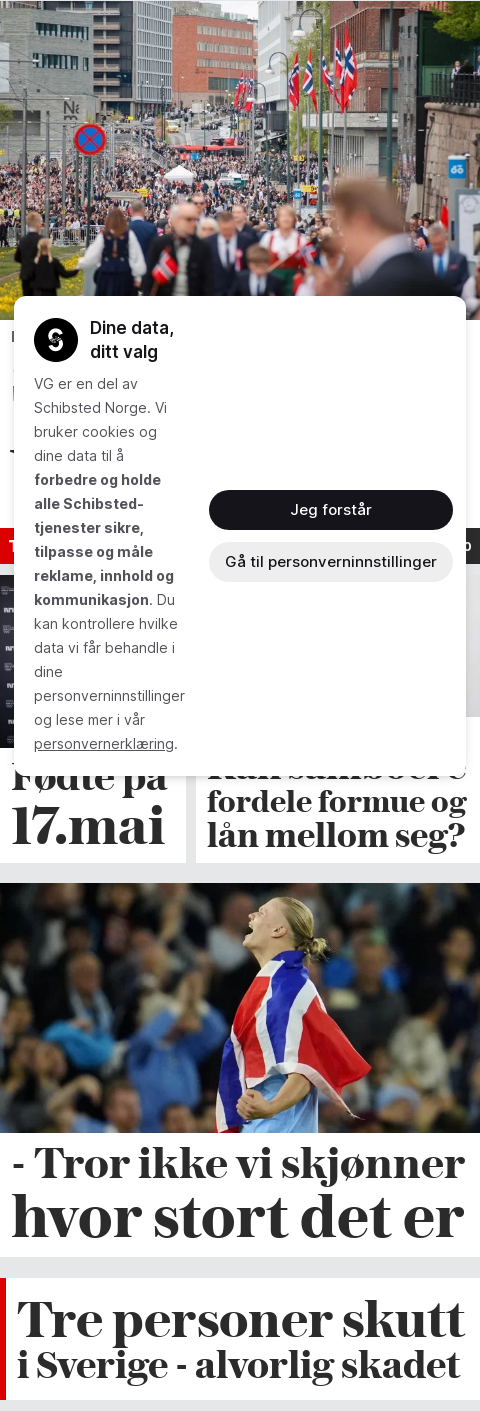 Dine data,
ditt valg
VG er en del av
Schibsted Norge. Vi
bruker cookies og
dine data til å
forbedre og holde
alle Schibsted-
tjenester sikre,
tilpasse og måle
reklame, innhold og
kommunikasjon. Du
kan kontrollere hvilke
data vi får behandle i
dine
personverninnstillinger
og lese mer i vår
personvernerklæring.
Jeg forstår
Gå til personverninnstillinger
Fødte på
17.mai
fordele formue og
lån mellom seg?
- Tror ikke vi skjønner
hvor stort det er
Tre personer skutt
i Sverige - alvorlig skadet